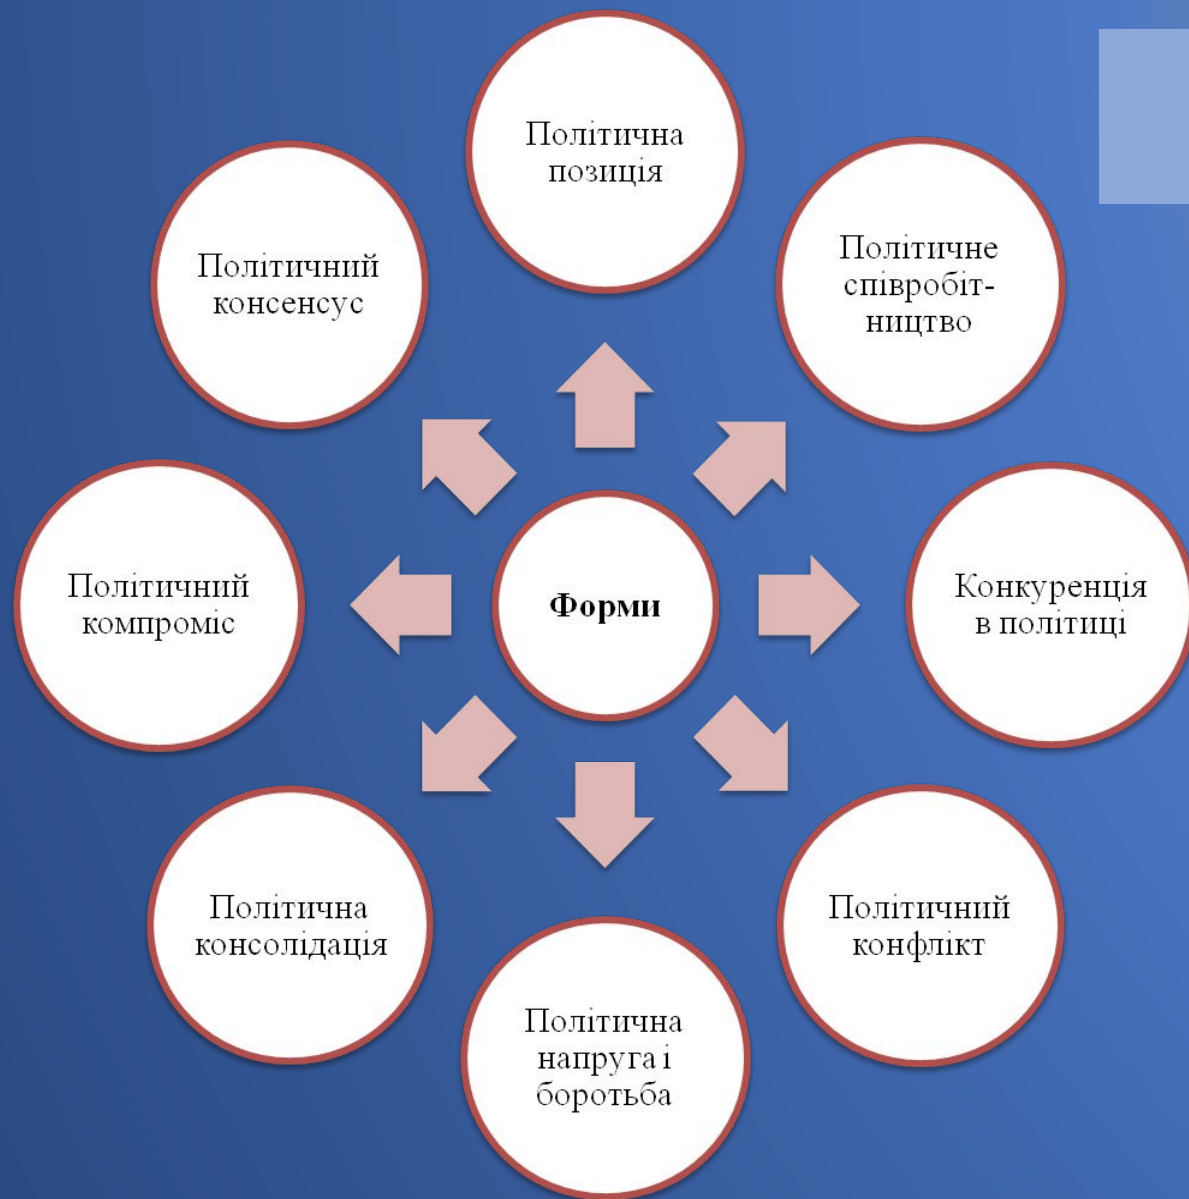 Політична
позиція
Політичний
консенсус
Політичне
співробіт-
ництво
Політичний
компроміс
Форми
Конкуренція
в політиці
Політична
консолідація
Політичний
конфлікт
Політична
напруга і
боротьба